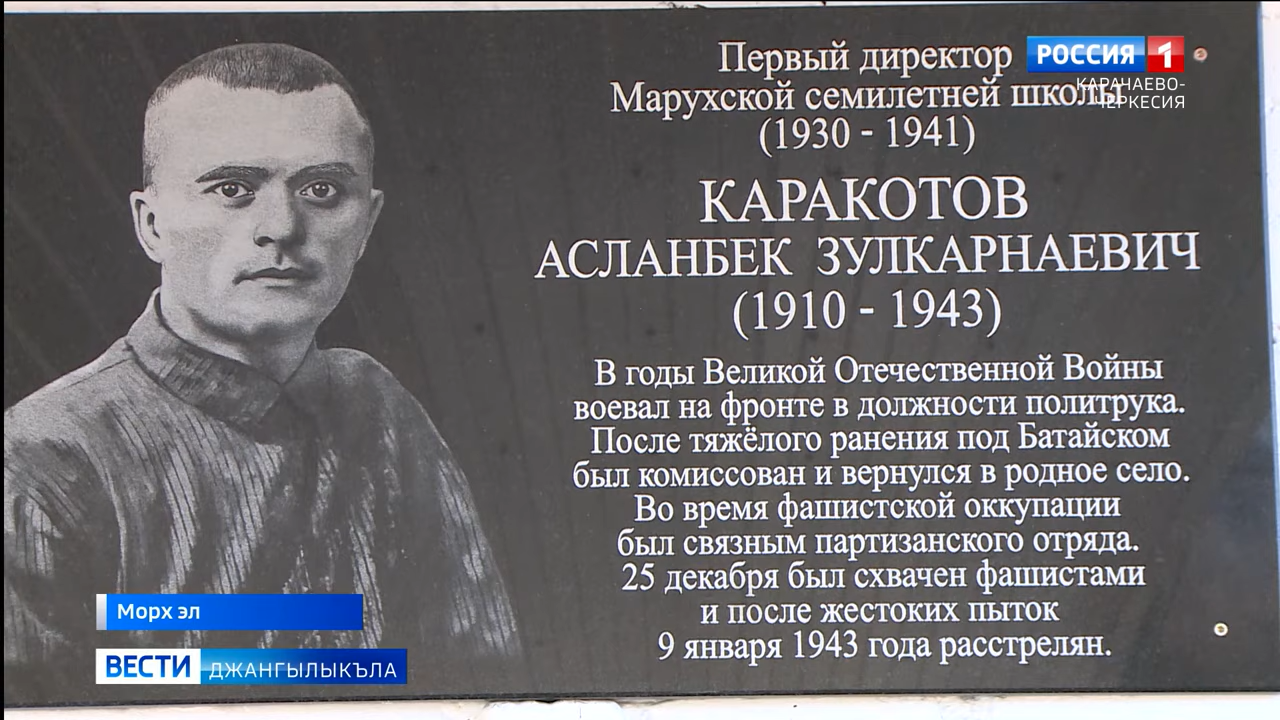 Первый директор
Марухской семилетней школы
(1930 - 1941)
КАРАКОТОВ
АСЛАНБЕК ЗУЛКАРНАЕВИЧ
(1910 - 1943)
В годы Великой Отечественной Войны
воевал на фронте в должности политрука.
После тяжёлого ранения под Батайском
был комиссован и вернулся в родное село.
Во время фашистской оккупации
был связным партизанского отряда.
25 декабря был схвачен фашистами
и после жестоких пыток
9 января 1943 года расстрелян.
РОССИЯ 1
КАРАЧАЕВО-
ЧЕРКЕСИЯ
Морх эл
ВЕСТИ ДЖАНГЫЛЫКЪЛА